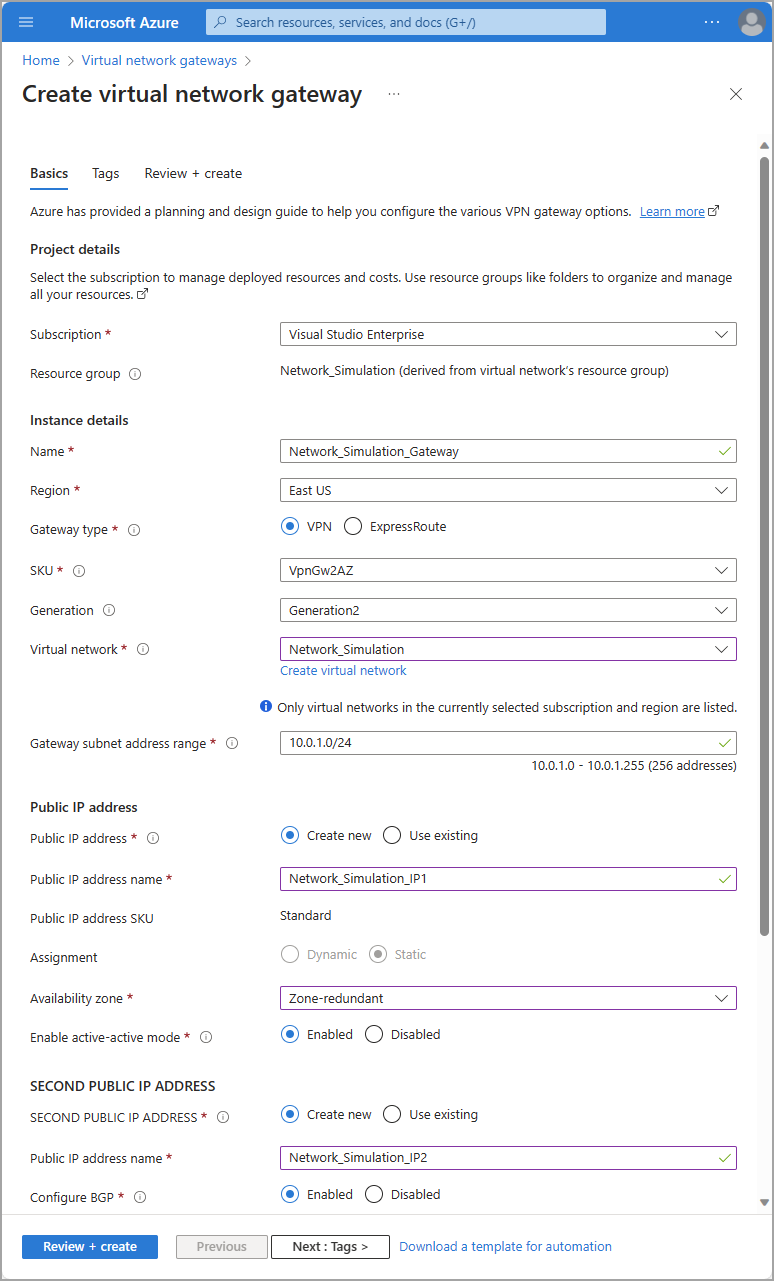 Microsoft Azure
Search resources, services, and docs (G+/)
...
Home > Virtual network gateways >
Create virtual network gateway ...
Basics Tags Review + create
Azure has provided a planning and design guide to help you configure the various VPN gateway options. Learn more
Project details
Select the subscription to manage deployed resources and costs. Use resource groups like folders to organize and manage
all your resources.
Subscription * Visual Studio Enterprise
Resource group Network_Simulation (derived from virtual network's resource group)
Instance details
Name * Network_Simulation_Gateway
Region * East US
Gateway type * VPN ExpressRoute
SKU * VpnGw2AZ
Generation Generation2
Virtual network * Network_Simulation
Create virtual network
Only virtual networks in the currently selected subscription and region are listed.
Gateway subnet address range * 10.0.1.0/24
10.0.1.0 - 10.0.1.255 (256 addresses)
Public IP address
Public IP address * Create new Use existing
Public IP address name * Network_Simulation_IP1
Public IP address SKU Standard
Assignment Dynamic Static
Availability zone * Zone-redundant
Enable active-active mode * Enabled Disabled
SECOND PUBLIC IP ADDRESS
SECOND PUBLIC IP ADDRESS * Create new Use existing
Public IP address name * Network_Simulation_IP2
Configure BGP * Enabled Disabled
Review + create Previous Next : Tags > Download a template for automation